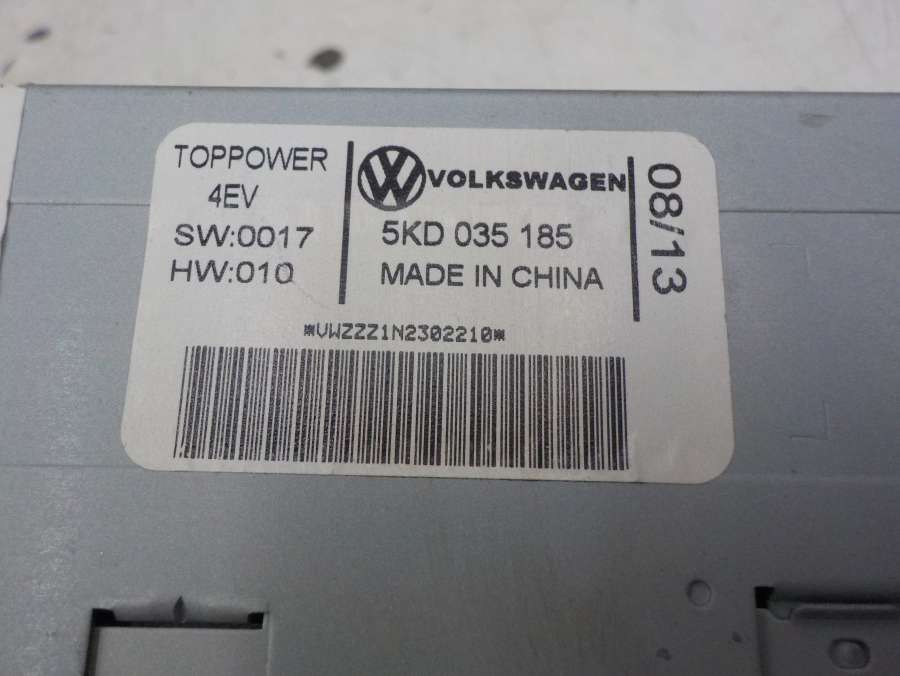 TOPPOWER
4EV
SW:0017
HW:010
VOLKSWAGEN
5KD 035 185
MADE IN CHINA
08/13
*VWZZZ1N2302210*